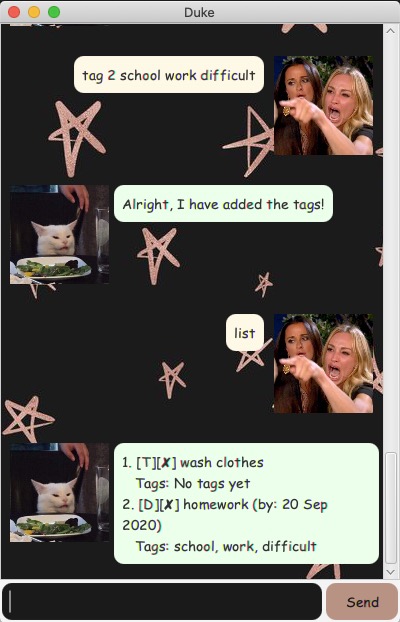 Duke
tag 2 school work difficult
Alright, I have added the tags!
list
1. [T][✘] wash clothes
Tags: No tags yet
2. [D][✘] homework (by: 20 Sep
2020)
Tags: school, work, difficult
Send